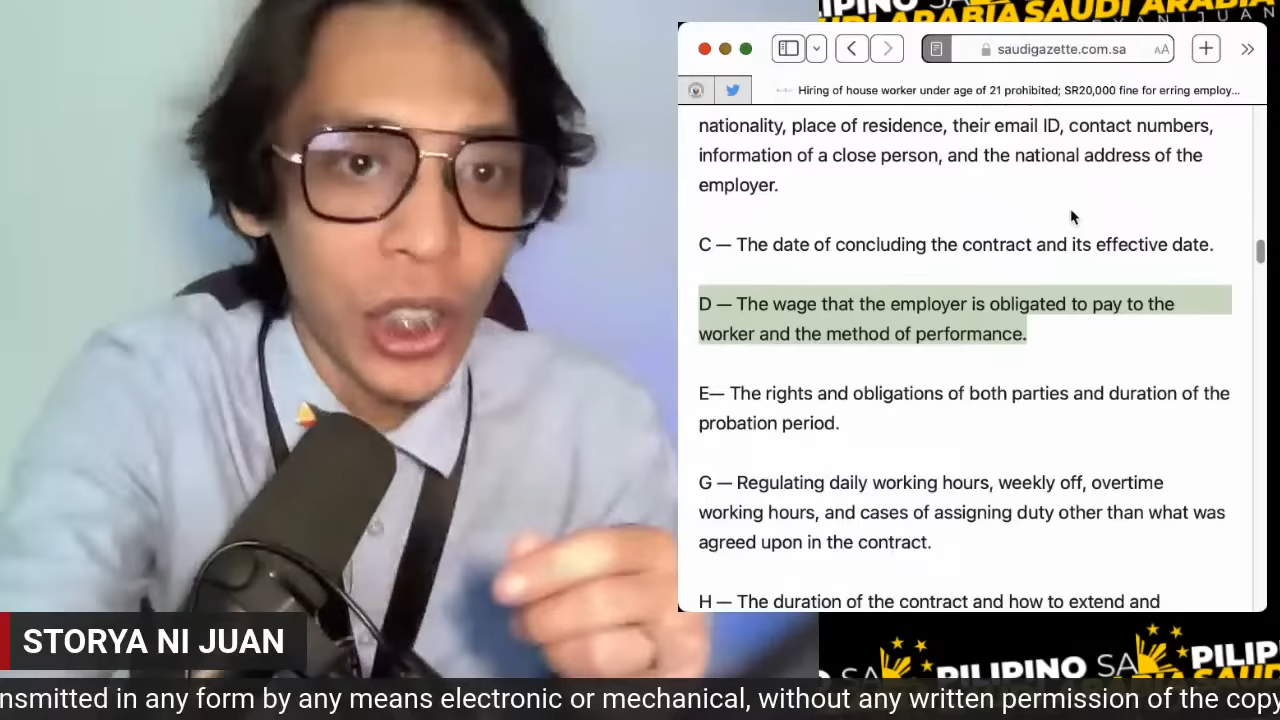 IPINO SA
UDI ARABIA SAUDI ARABIA
saudigazette.com.sa
AA
Hiring of house worker under age of 21 prohibited; SR20,000 fine for erring employ...
nationality, place of residence, their email ID, contact numbers,
information of a close person, and the national address of the
employer.
C — The date of concluding the contract and its effective date.
D — The wage that the employer is obligated to pay to the
worker and the method of performance.
E— The rights and obligations of both parties and duration of the
probation period.
G — Regulating daily working hours, weekly off, overtime
working hours, and cases of assigning duty other than what was
agreed upon in the contract.
H — The duration of the contract and how to extend and
STORYA NI JUAN
PILIPINO SA
PILIP
nsmitted in any form by any means electronic or mechanical, without any written permission of the copy